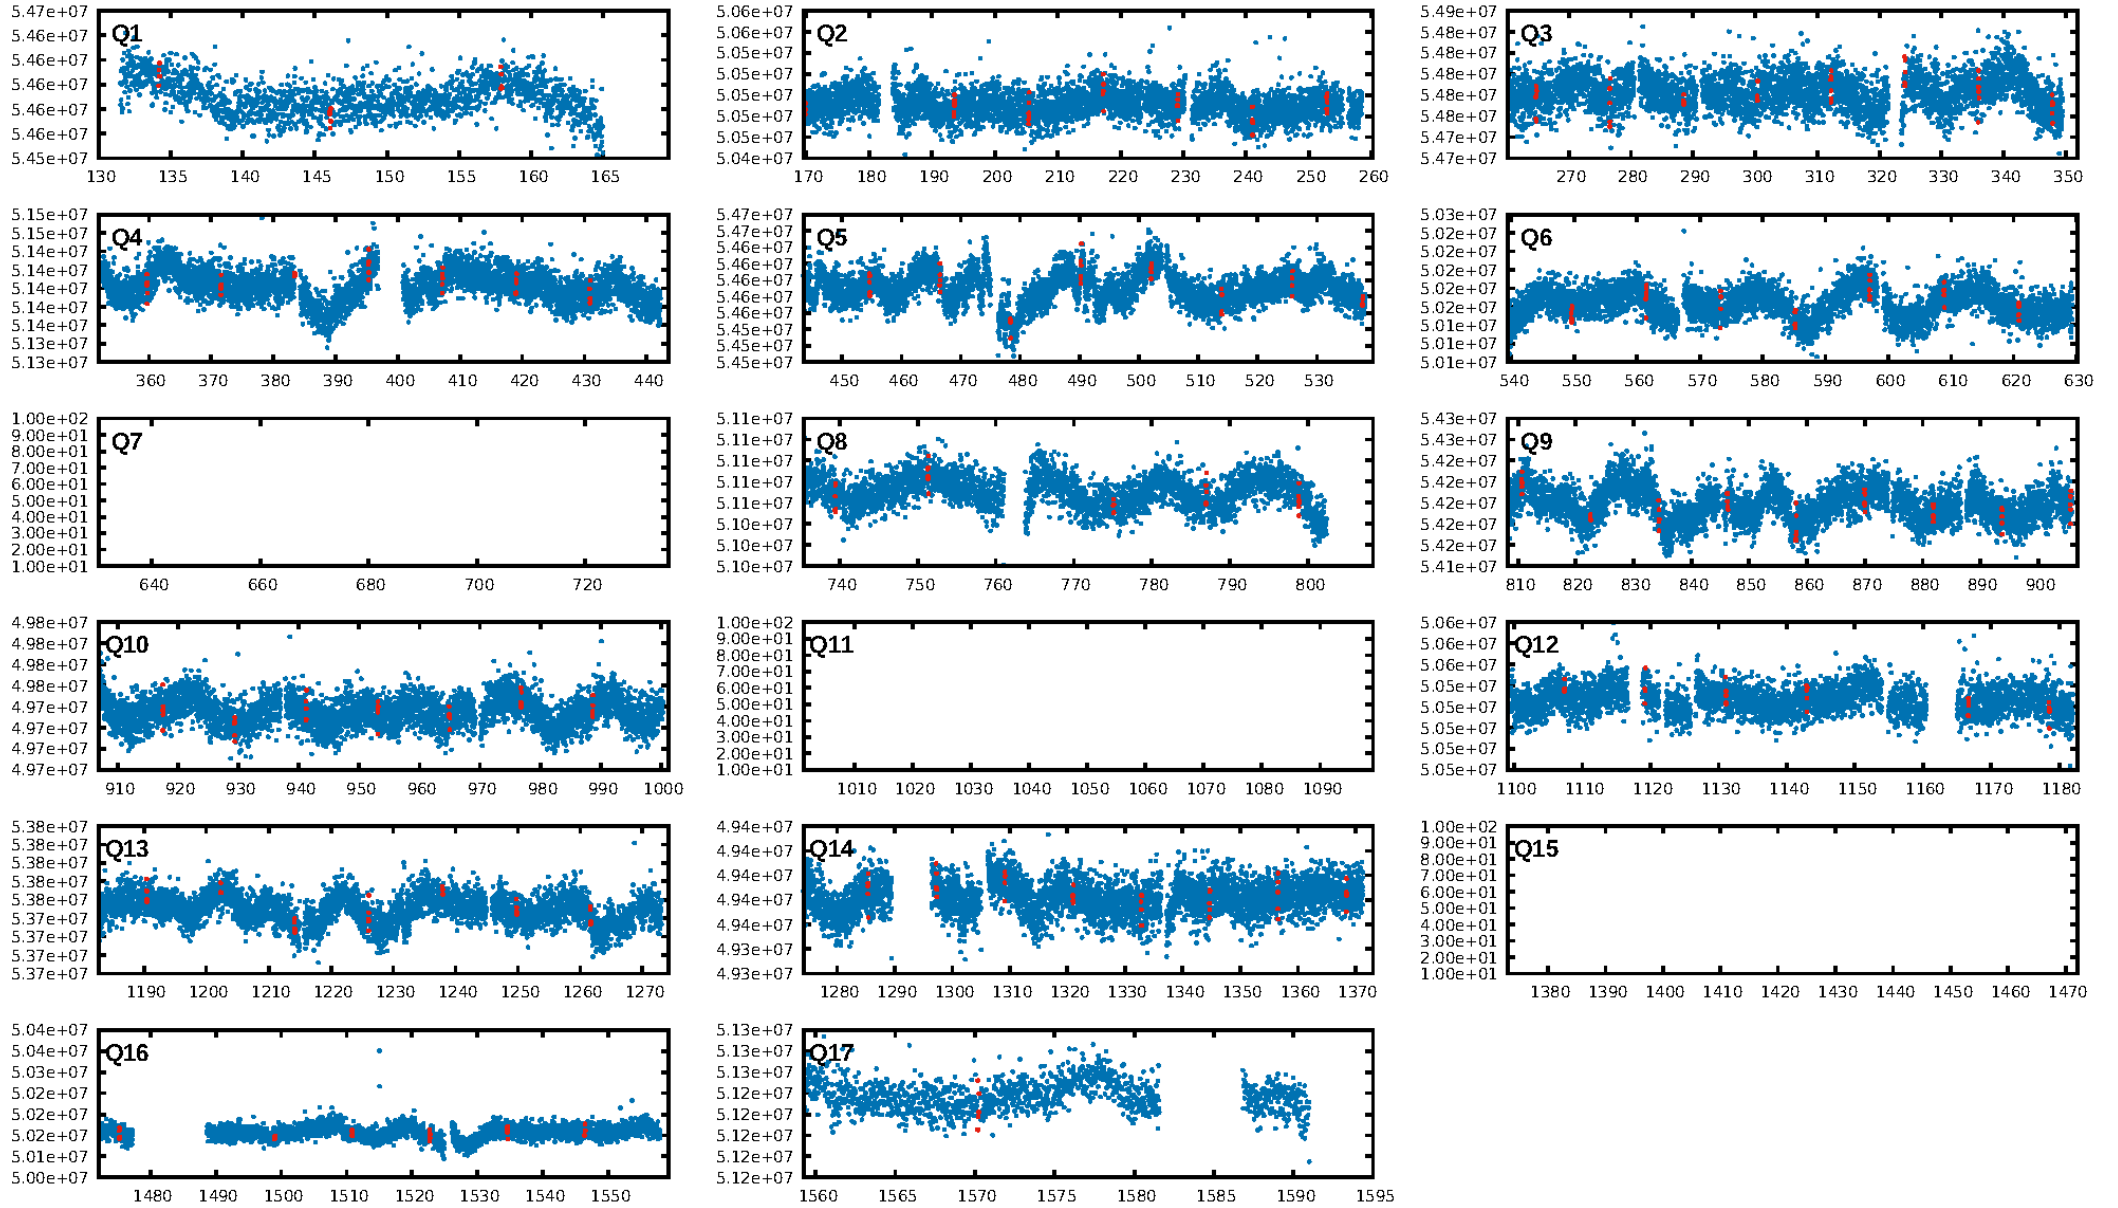 Q1
5.47e+07
5.46e+07
5.46e+07
5.46e+07
5.46e+07
5.46e+07
5.45e+07
130 135 140 145 150 155 160 165
Q2
5.06e+07
5.06e+07
5.05e+07
5.05e+07
5.05e+07
5.05e+07
5.05e+07
5.04e+07
170 180 190 200 210 220 230 240 250 260
Q3
5.49e+07
5.48e+07
5.48e+07
5.48e+07
5.48e+07
5.48e+07
5.47e+07
5.47e+07
270 280 290 300 310 320 330 340 350
Q4
5.15e+07
5.15e+07
5.14e+07
5.14e+07
5.14e+07
5.14e+07
5.14e+07
5.13e+07
5.13e+07
360 370 380 390 400 410 420 430 440
Q5
5.47e+07
5.47e+07
5.46e+07
5.46e+07
5.46e+07
5.46e+07
5.46e+07
5.45e+07
5.45e+07
5.45e+07
450 460 470 480 490 500 510 520 530
Q6
5.03e+07
5.02e+07
5.02e+07
5.02e+07
5.02e+07
5.02e+07
5.01e+07
5.01e+07
5.01e+07
540 550 560 570 580 590 600 610 620 630
Q7
1.00e+02
9.00e+01
8.00e+01
7.00e+01
6.00e+01
5.00e+01
4.00e+01
3.00e+01
2.00e+01
1.00e+01
640 660 680 700 720
Q8
5.11e+07
5.11e+07
5.11e+07
5.11e+07
5.11e+07
5.10e+07
5.10e+07
5.10e+07
740 750 760 770 780 790 800
Q9
5.43e+07
5.43e+07
5.42e+07
5.42e+07
5.42e+07
5.42e+07
5.42e+07
5.41e+07
810 820 830 840 850 860 870 880 890 900
Q10
4.98e+07
4.98e+07
4.98e+07
4.98e+07
4.97e+07
4.97e+07
4.97e+07
4.97e+07
910 920 930 940 950 960 970 980 990 1000
Q11
1.00e+02
9.00e+01
8.00e+01
7.00e+01
6.00e+01
5.00e+01
4.00e+01
3.00e+01
2.00e+01
1.00e+01
1010 1020 1030 1040 1050 1060 1070 1080 1090
Q12
5.06e+07
5.06e+07
5.06e+07
5.05e+07
5.05e+07
5.05e+07
5.05e+07
5.05e+07
1100 1110 1120 1130 1140 1150 1160 1170 1180
Q13
5.38e+07
5.38e+07
5.38e+07
5.38e+07
5.38e+07
5.37e+07
5.37e+07
5.37e+07
5.37e+07
1190 1200 1210 1220 1230 1240 1250 1260 1270
Q14
4.94e+07
4.94e+07
4.94e+07
4.94e+07
4.94e+07
4.93e+07
4.93e+07
1280 1290 1300 1310 1320 1330 1340 1350 1360 1370
Q15
1.00e+02
9.00e+01
8.00e+01
7.00e+01
6.00e+01
5.00e+01
4.00e+01
3.00e+01
2.00e+01
1.00e+01
1380 1390 1400 1410 1420 1430 1440 1450 1460 1470
Q16
5.04e+07
5.04e+07
5.03e+07
5.02e+07
5.02e+07
5.02e+07
5.01e+07
5.00e+07
1480 1490 1500 1510 1520 1530 1540 1550
Q17
5.13e+07
5.13e+07
5.12e+07
5.12e+07
5.12e+07
5.12e+07
5.12e+07
5.12e+07
1560 1565 1570 1575 1580 1585 1590 1595